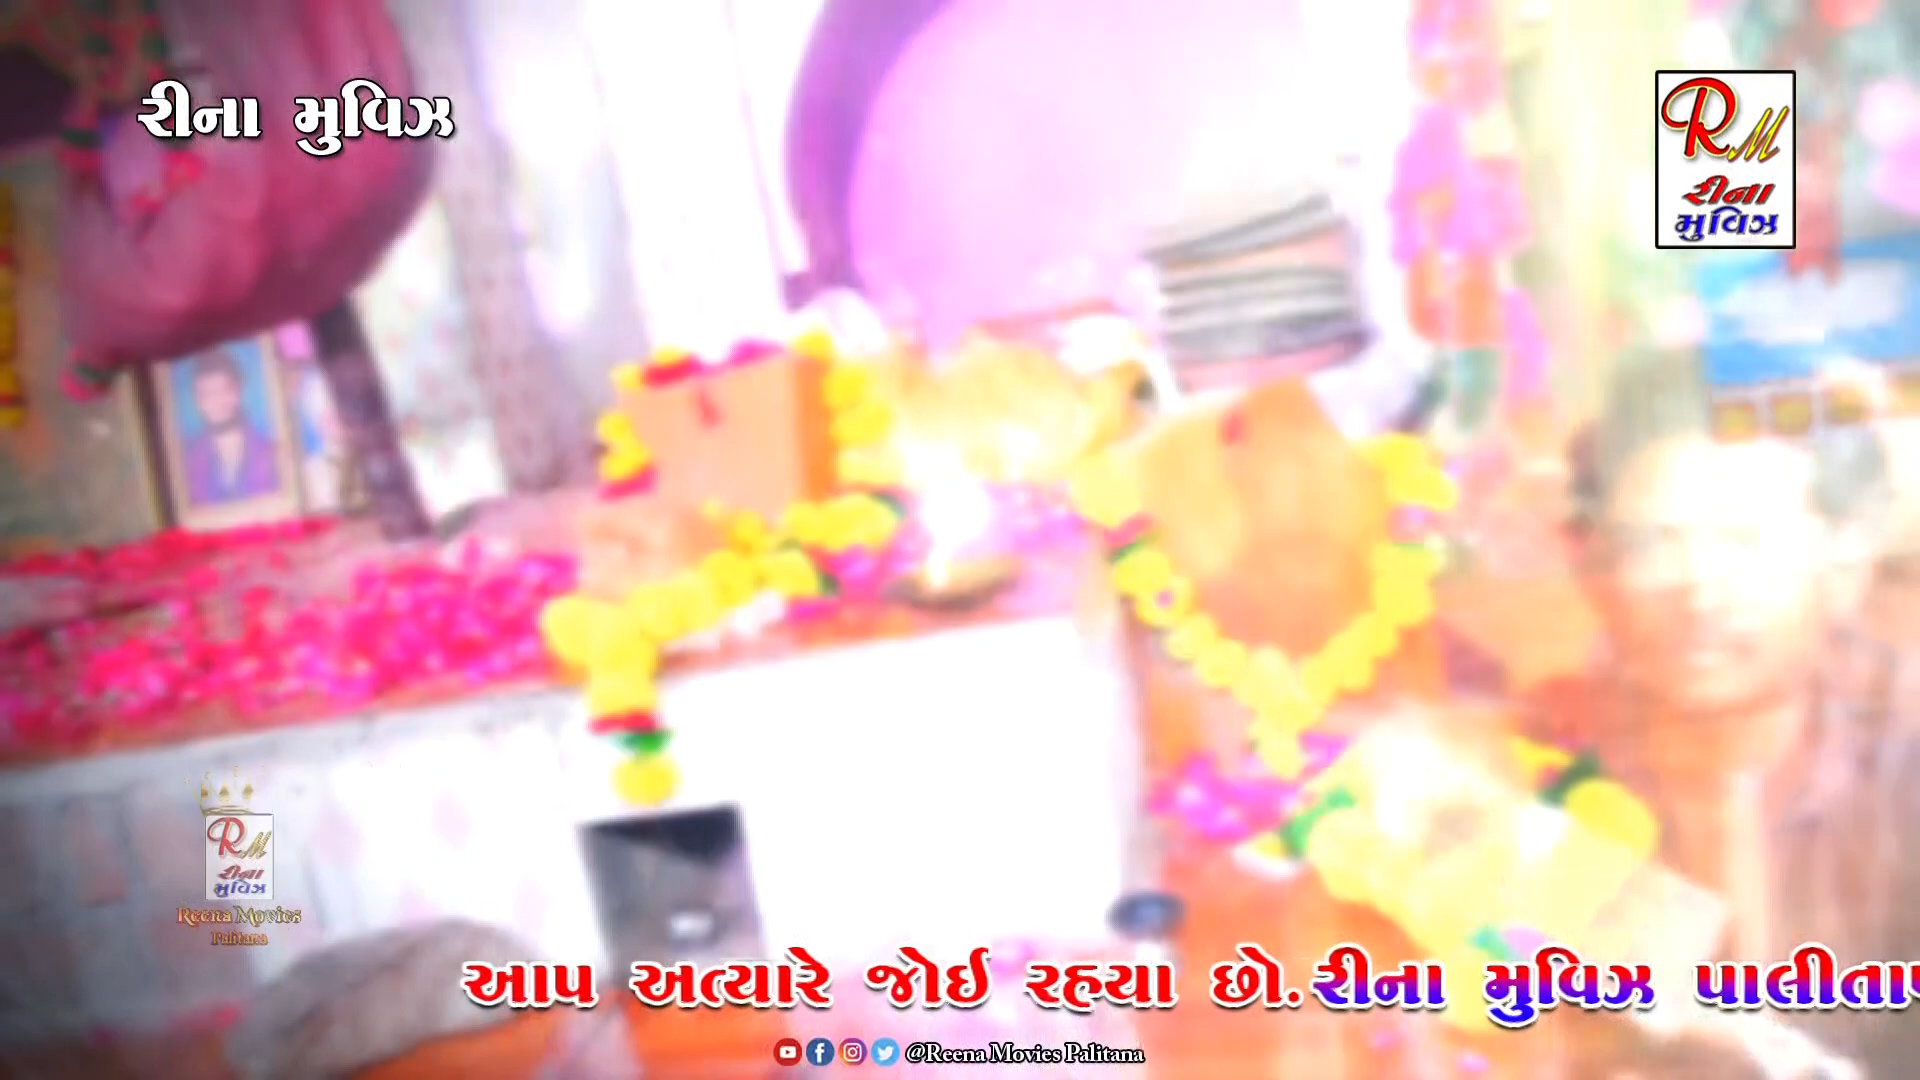 રીના મુવિઝ
RM
રીના
મુવિઝ
RM
રીના
મુવિઝ
Reena Movies
Palitana
આપ અત્યારે જોઈ રહયા છો.રીના મુવિઝ
@Reena Movies Palitana